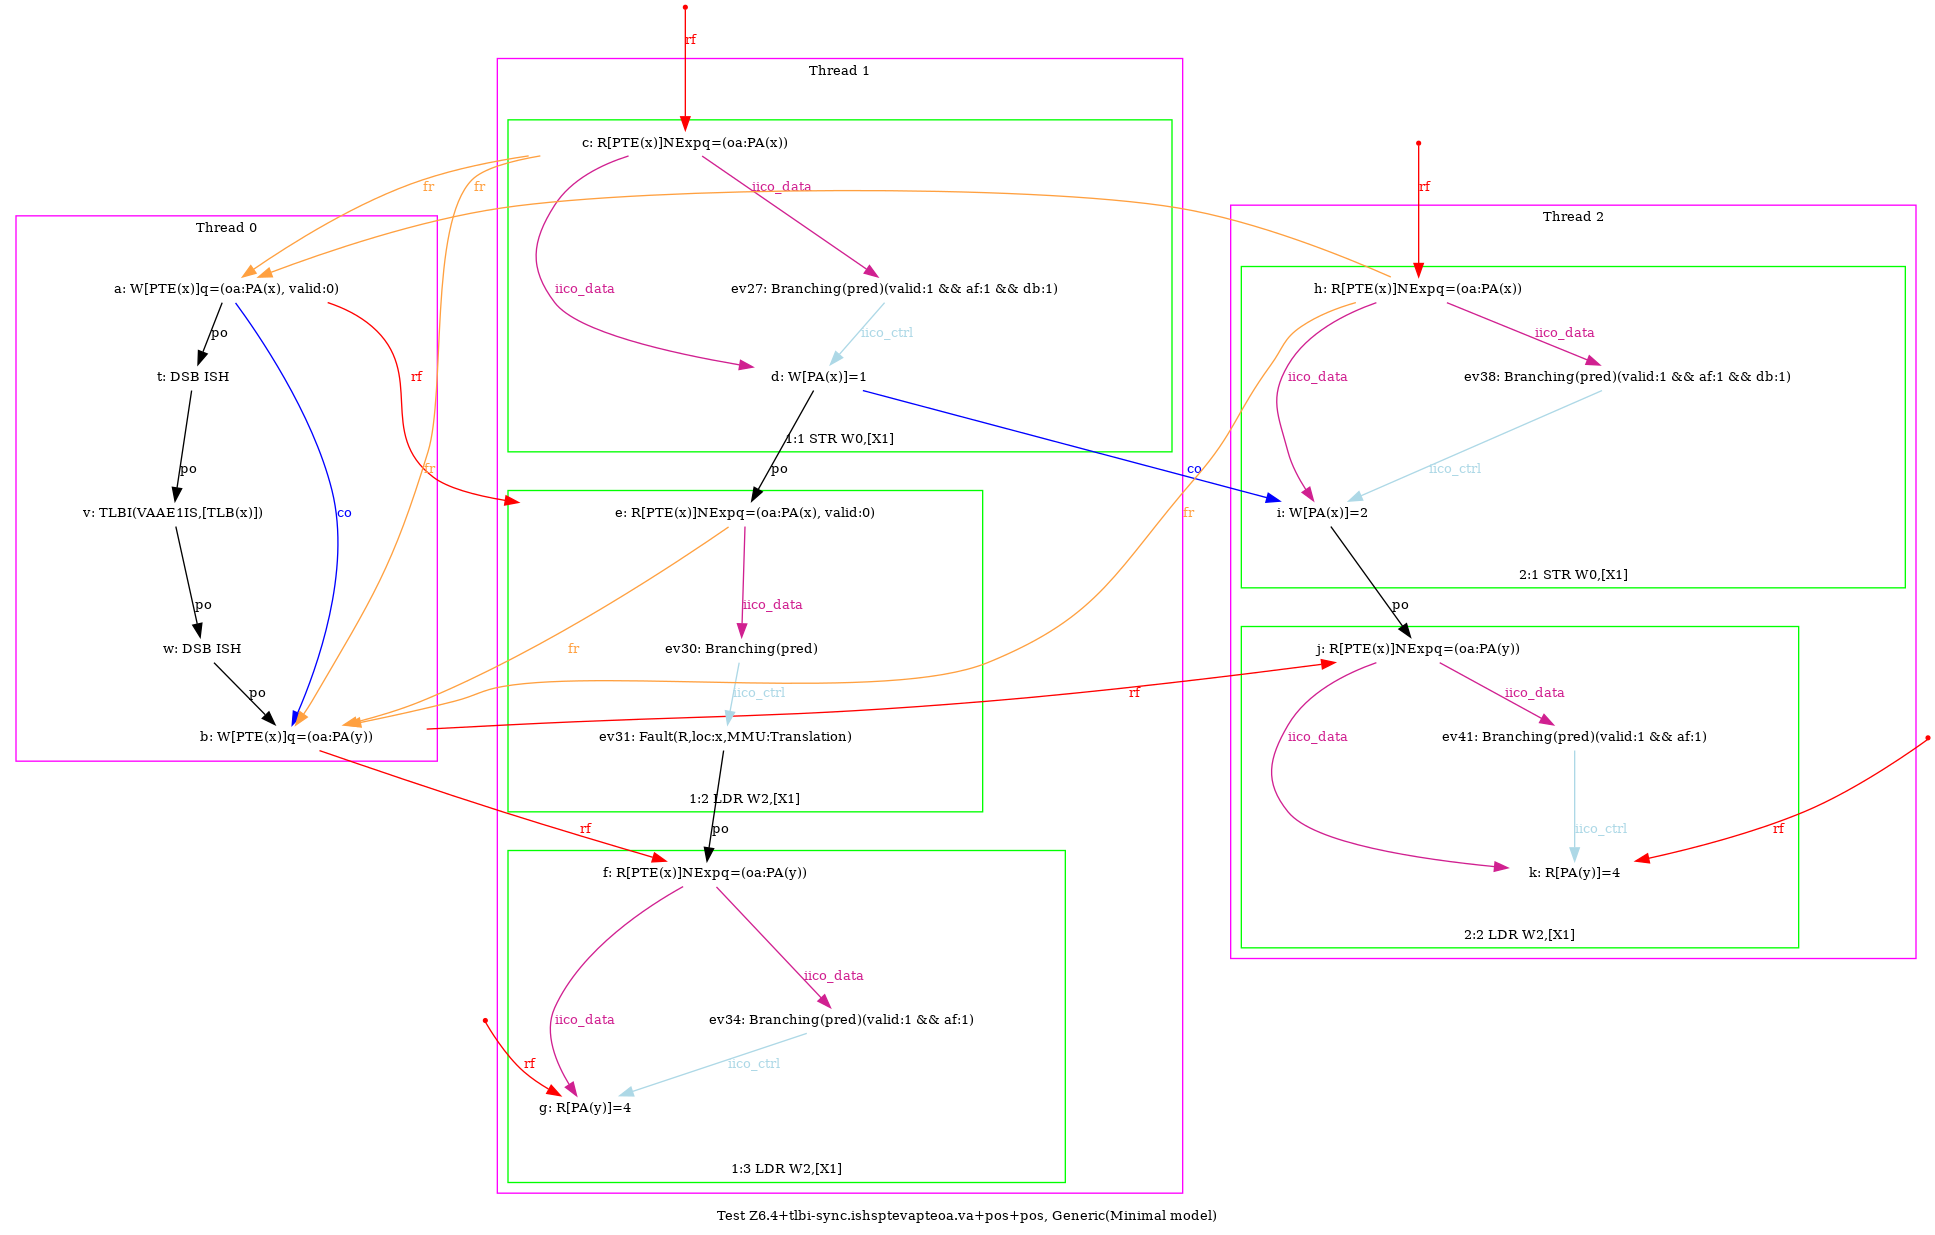 rf
Thread 1
c: R[PTE(x)]NExpq=(oa:PA(x))
rf
fr
fr
iico_data
Thread 2
Thread 0
a: W[PTE(x)]q=(oa:PA(x), valid:0)
iico_data
ev27: Branching(pred)(valid:1 && af:1 && db:1)
h: R[PTE(x)]NExpq=(oa:PA(x))
po
iico_ctrl
iico_data
t: DSB ISH
rf
d: W[PA(x)]=1
iico_data
ev38: Branching(pred)(valid:1 && af:1 && db:1)
1:1 STR W0,[X1]
po
fr
po
co
iico_ctrl
v: TLBI(VAAE1IS,[TLB(x)])
co
e: R[PTE(x)]NExpq=(oa:PA(x), valid:0)
fr
i: W[PA(x)]=2
2:1 STR W0,[X1]
po
iico_data
po
w: DSB ISH
fr
ev30: Branching(pred)
j: R[PTE(x)]NExpq=(oa:PA(y))
po
iico_ctrl
rf
iico_data
b: W[PTE(x)]q=(oa:PA(y))
ev31: Fault(R,loc:x,MMU:Translation)
iico_data
ev41: Branching(pred)(valid:1 && af:1)
1:2 LDR W2,[X1]
rf
po
iico_ctrl
rf
f: R[PTE(x)]NExpq=(oa:PA(y))
k: R[PA(y)]=4
2:2 LDR W2,[X1]
iico_data
iico_data
ev34: Branching(pred)(valid:1 && af:1)
rf
iico_ctrl
g: R[PA(y)]=4
1:3 LDR W2,[X1]
Test Z6.4+tlbi-sync.ishsptevapteoa.va+pos+pos, Generic(Minimal model)